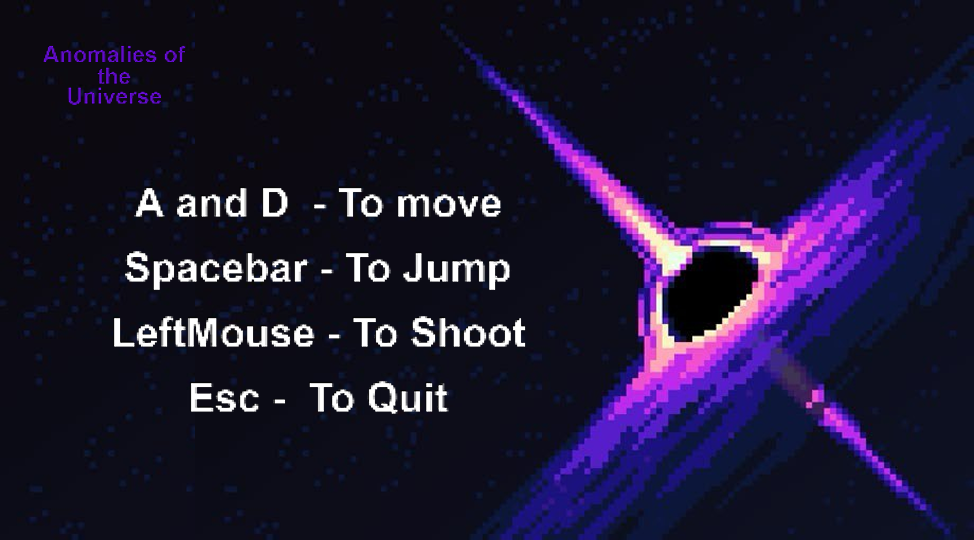 Anomalies of
the
Universe
A and D  - To move
Spacebar - To Jump
LeftMouse - To Shoot
Esc -  To Quit